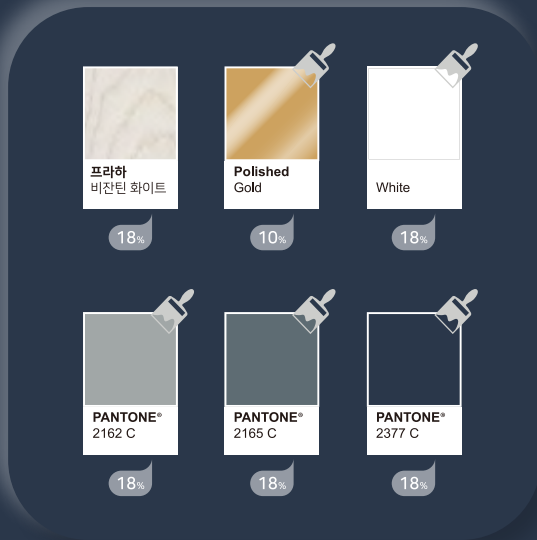 프라하
비잔틴 화이트
Polished
Gold
White
18%
10%
18%
PANTONE®
2162 C
PANTONE®
2165 C
PANTONE®
2377 C
18%
18%
18%